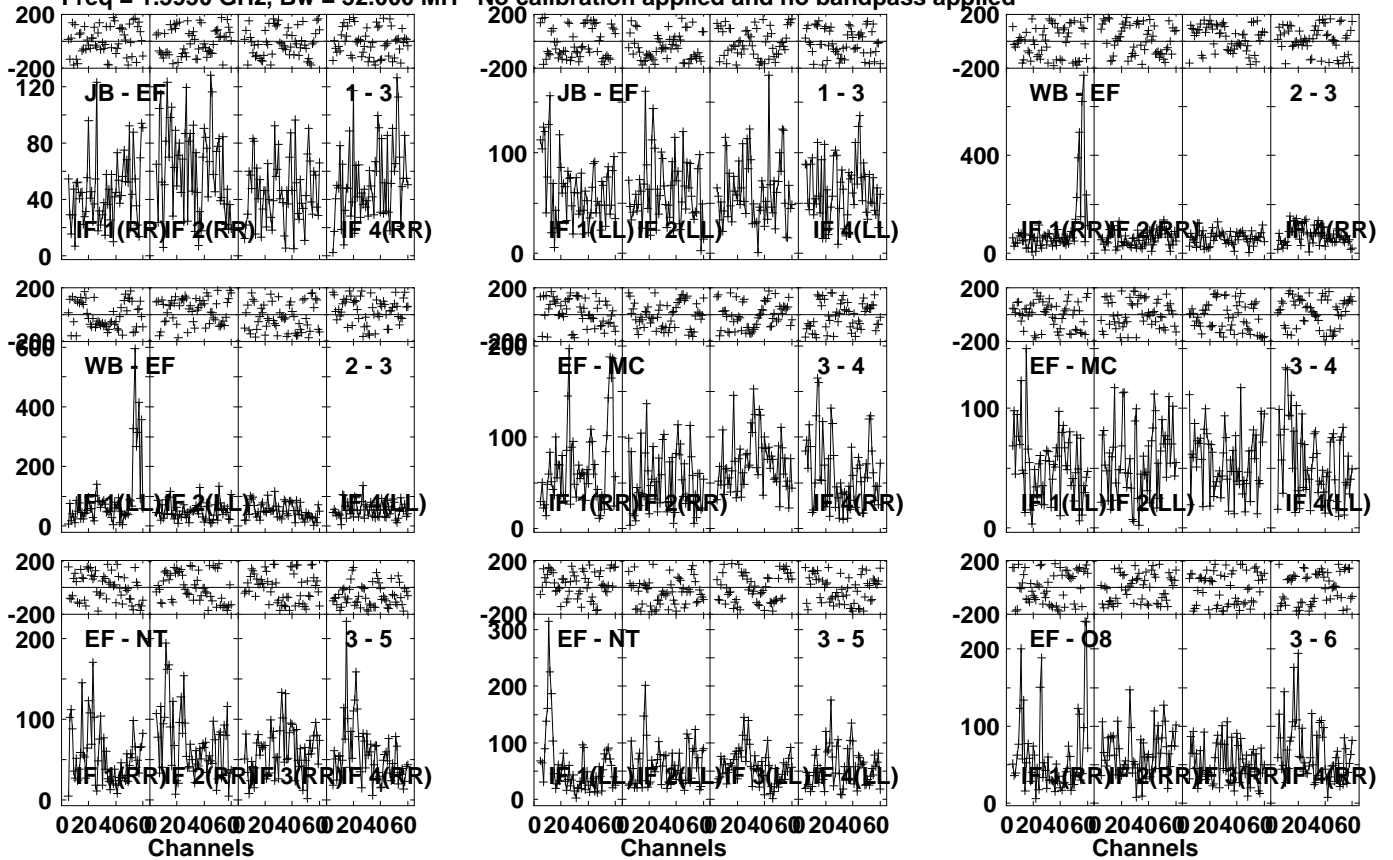 Freq = GHz, Bw = MH No calibration applied and no bandpass applied
200
-200
JB - EF 1 - 3
120
80
40
0
IF 1(RR) IF 2(RR) IF 4(RR)
200
-200
JB - EF 1 - 3
100
0
IF 1(LL) IF 2(LL) IF 4(LL)
200
-200
WB - EF 2 - 3
400
0
IF 1(RR) IF 2(RR) IF 4(RR)
200
-200
WB - EF 2 - 3
600
400
200
0
IF 1(LL) IF 2(LL) IF 4(LL)
200
-200
EF - MC 3 - 4
200
100
0
IF 1(RR) IF 2(RR) IF 4(RR)
200
-200
EF - MC 3 - 4
100
0
IF 1(LL) IF 2(LL) IF 4(LL)
200
-200
EF - NT 3 - 5
200
100
0
IF 1(RR) IF 2(RR) IF 3(RR) IF 4(RR)
0 20 40 60 0 20 40 60 0 20 40 60 0 20 40 60
Channels
200
-200
EF - NT 3 - 5
300
200
100
0
IF 1(LL) IF 2(LL) IF 3(LL) IF 4(LL)
0 20 40 60 0 20 40 60 0 20 40 60 0 20 40 60
Channels
200
-200
EF - O8 3 - 6
200
100
0
IF 1(RR) IF 2(RR) IF 3(RR) IF 4(RR)
0 20 40 60 0 20 40 60 0 20 40 60 0 20 40 60
Channels